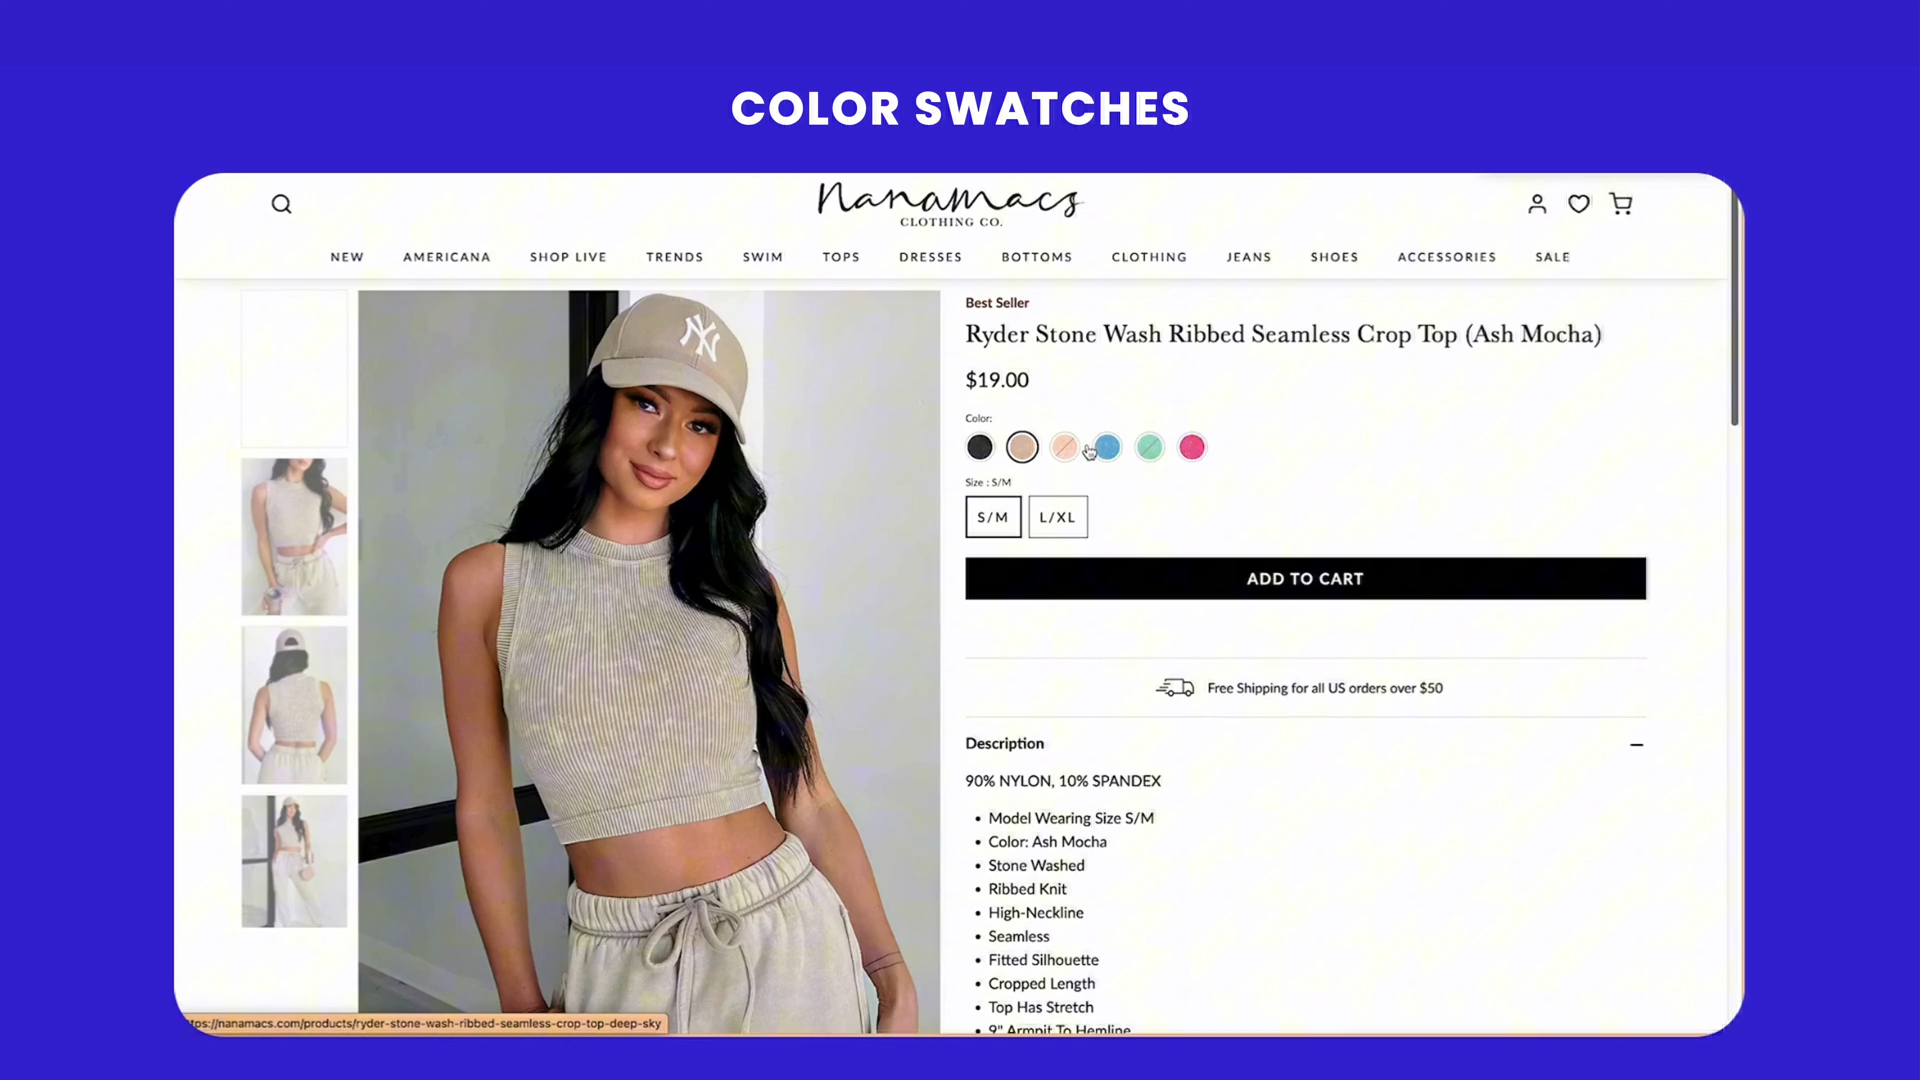 COLOR SWATCHES
Nanamacs
CLOTHING CO.
NEW AMERICANA SHOP LIVE TRENDS SWIM TOPS DRESSES BOTTOMS CLOTHING JEANS SHOES ACCESSORIES SALE
NY
Best Seller
Ryder Stone Wash Ribbed Seamless Crop Top (Ash Mocha)
$19.00
Color:
Size : S/M
S/M L/XL
ADD TO CART
Free Shipping for all US orders over $50
Description
90% NYLON, 10% SPANDEX
• Model Wearing Size S/M
• Color: Ash Mocha
• Stone Washed
• Ribbed Knit
• High-Neckline
• Seamless
• Fitted Silhouette
• Cropped Length
• Top Has Stretch
• 9" Armpit To Hemline
tps://nanamacs.com/products/ryder-stone-wash-ribbed-seamless-crop-top-deep-sky